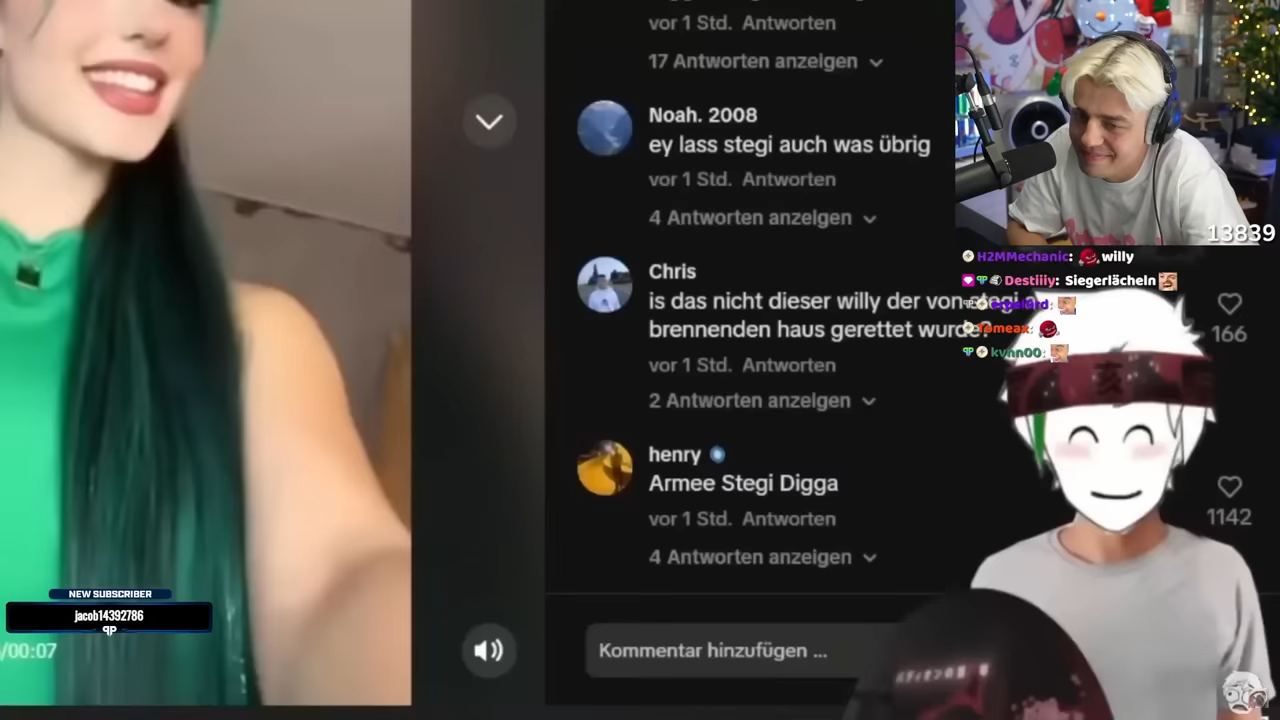 vor 1 Std. Antworten
17 Antworten anzeigen
Noah. 2008
ey lass stegi auch was übrig
vor 1 Std. Antworten
4 Antworten anzeigen
Chris
is das nicht dieser willy der von
brennenden haus gerettet wurde?
vor 1 Std. Antworten
2 Antworten anzeigen
166
henry
Armee Stegi Digga
vor 1 Std. Antworten
4 Antworten anzeigen
1142
Kommentar hinzufügen ...
13839
H2MMechanic: willy
Destiiiy: Siegerlächeln
Tomeax:
kvnn00:
亥
NEW SUBSCRIBER
jacob14392786
/00:07